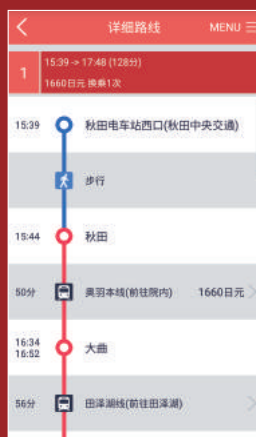 详细路线 MENU
1
15:39 -> 17:48 (128分)
1660日元 换乘1次
15:39 秋田电车站西口(秋田中央交通)
步行
15:44 秋田
50分 奥羽本线(前往院内) 1660日元
16:34
16:52
大曲
56分 田泽湖线(前往田泽湖)